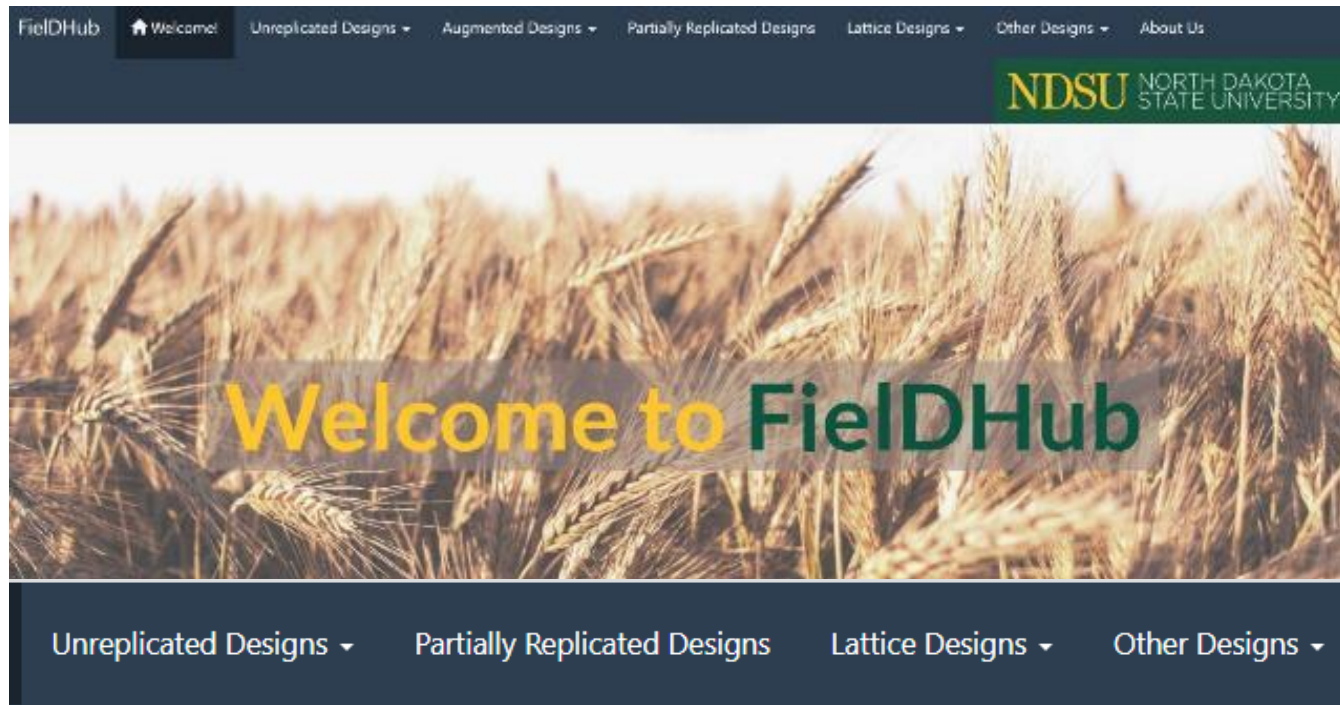 FielDHub Welcome! Unreplicated Designs Augmented Designs Partially Replicated Designs Lattice Designs Other Designs About Us
NDSU NORTH DAKOTA
STATE UNIVERSITY
Welcome to FielDHub
Unreplicated Designs Partially Replicated Designs Lattice Designs Other Designs